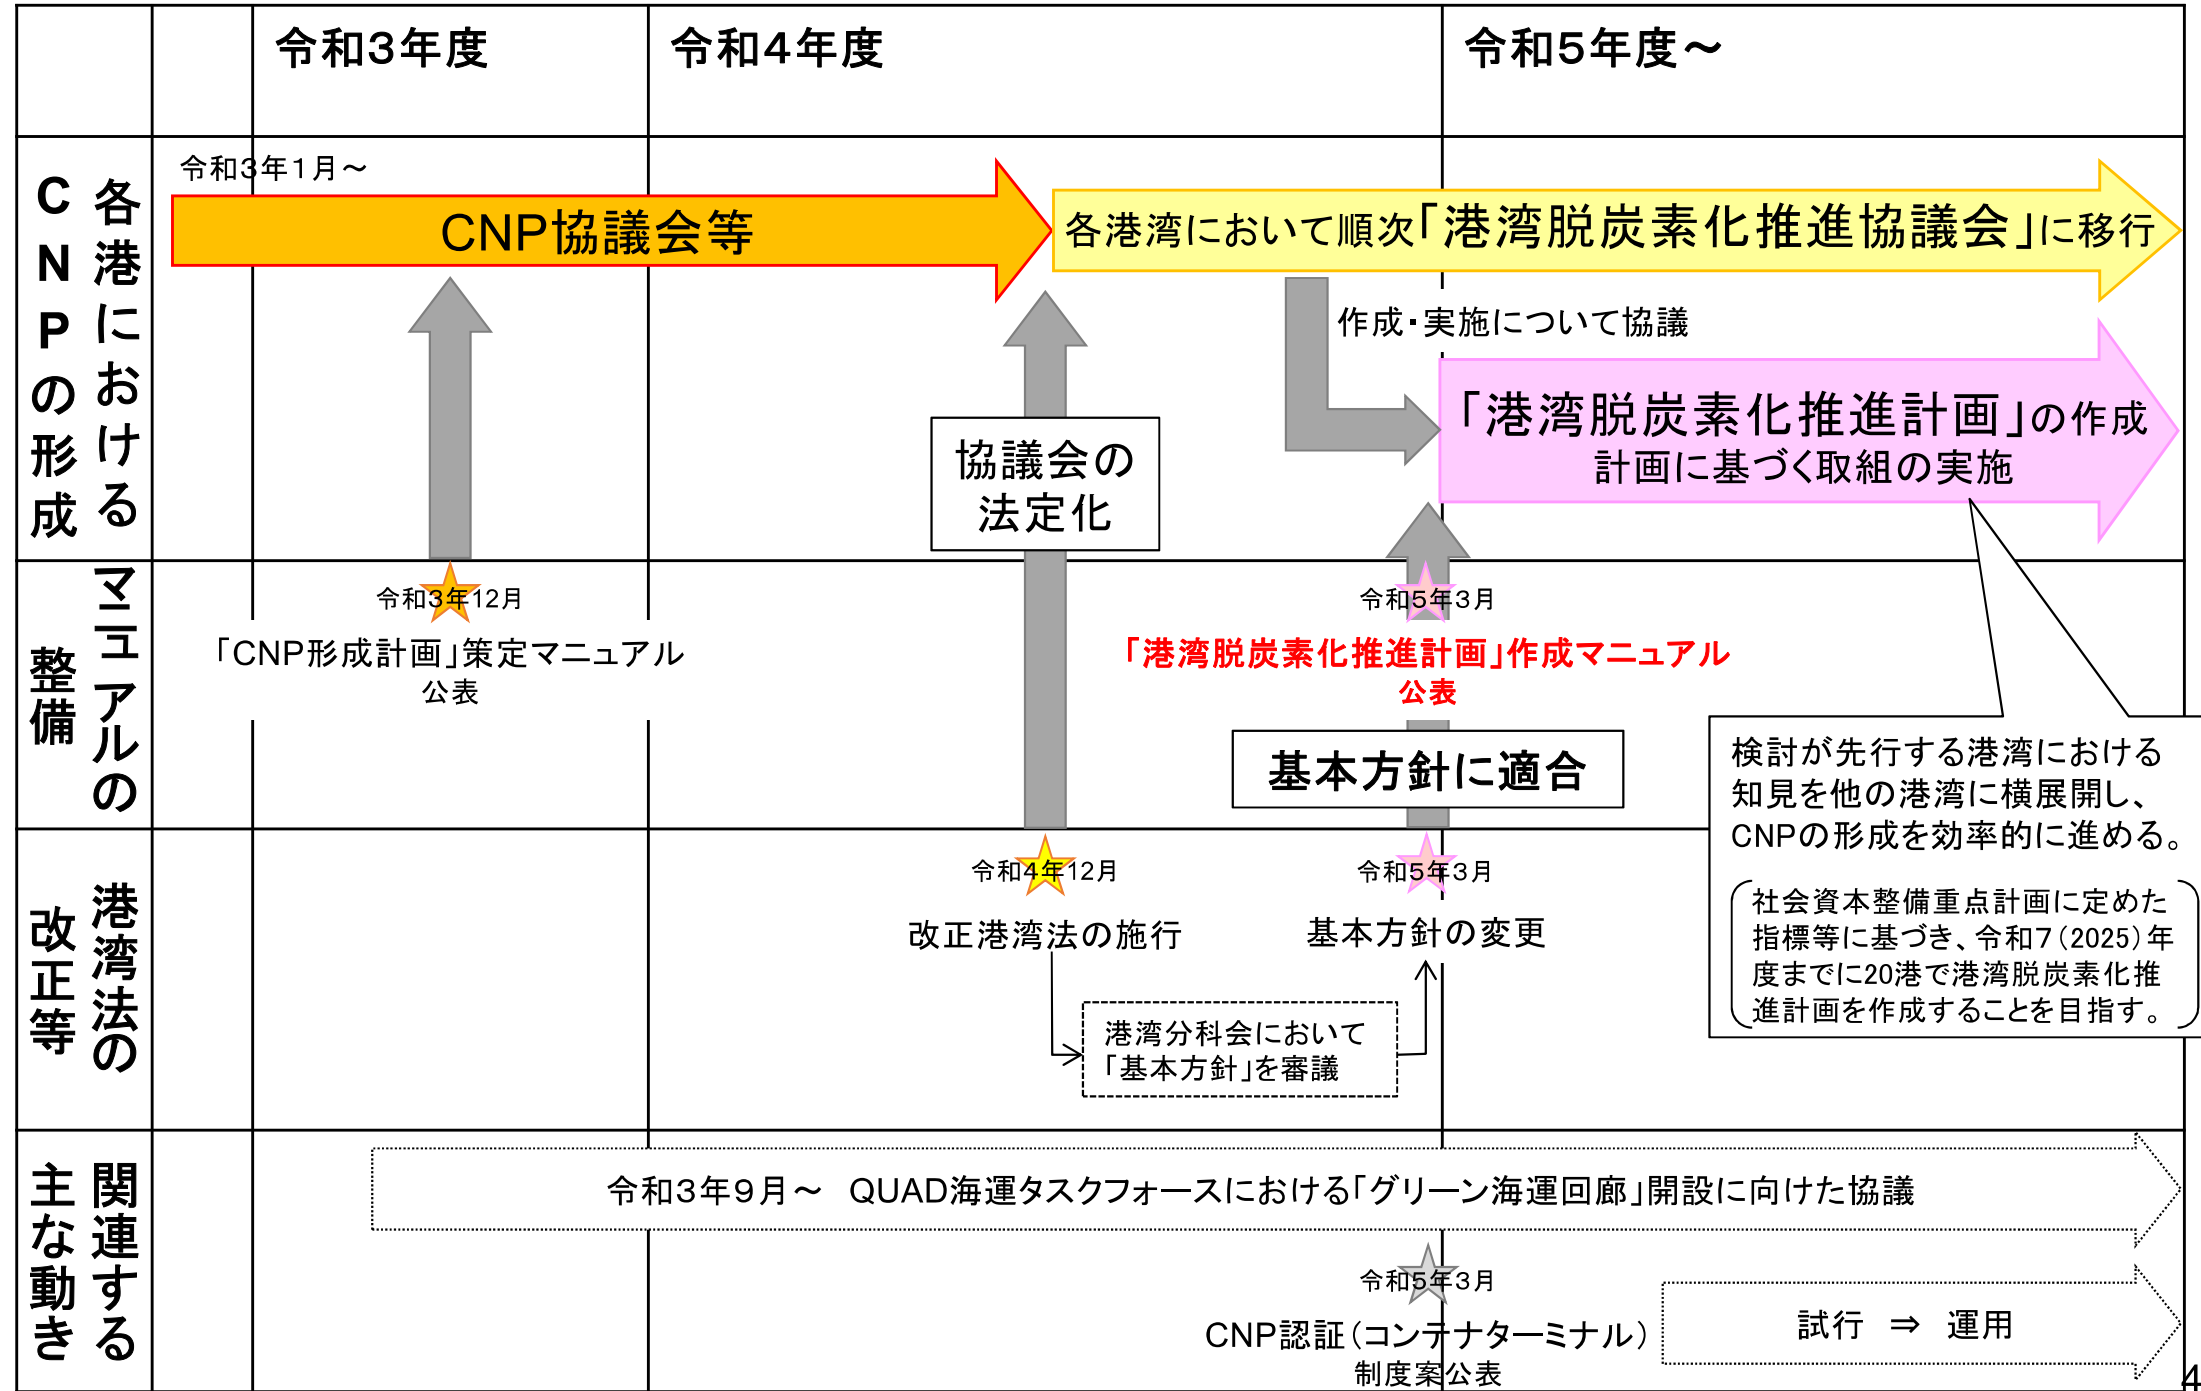 令和3年度
令和4年度
令和5年度～
各港における
CNPの形成
令和3年1月～
CNP協議会等
各港湾において順次「港湾脱炭素化推進協議会」に移行
作成・実施について協議
「港湾脱炭素化推進計画」の作成
計画に基づく取組の実施
協議会の
法定化
マニュアルの
整備
令和3年12月
「CNP形成計画」策定マニュアル
公表
令和5年3月
「港湾脱炭素化推進計画」作成マニュアル
公表
基本方針に適合
検討が先行する港湾における
知見を他の港湾に横展開し、
CNPの形成を効率的に進める。
社会資本整備重点計画に定めた
指標等に基づき、令和7(2025)年
度までに20港で港湾脱炭素化推
進計画を作成することを目指す。
港湾法の
改正等
令和4年12月
改正港湾法の施行
令和5年3月
基本方針の変更
港湾分科会において
「基本方針」を審議
関連する
主な動き
令和3年9月～ QUAD海運タスクフォースにおける「グリーン海運回廊」開設に向けた協議
令和5年3月
CNP認証(コンテナターミナル)
制度案公表
試行 ⇒ 運用
4